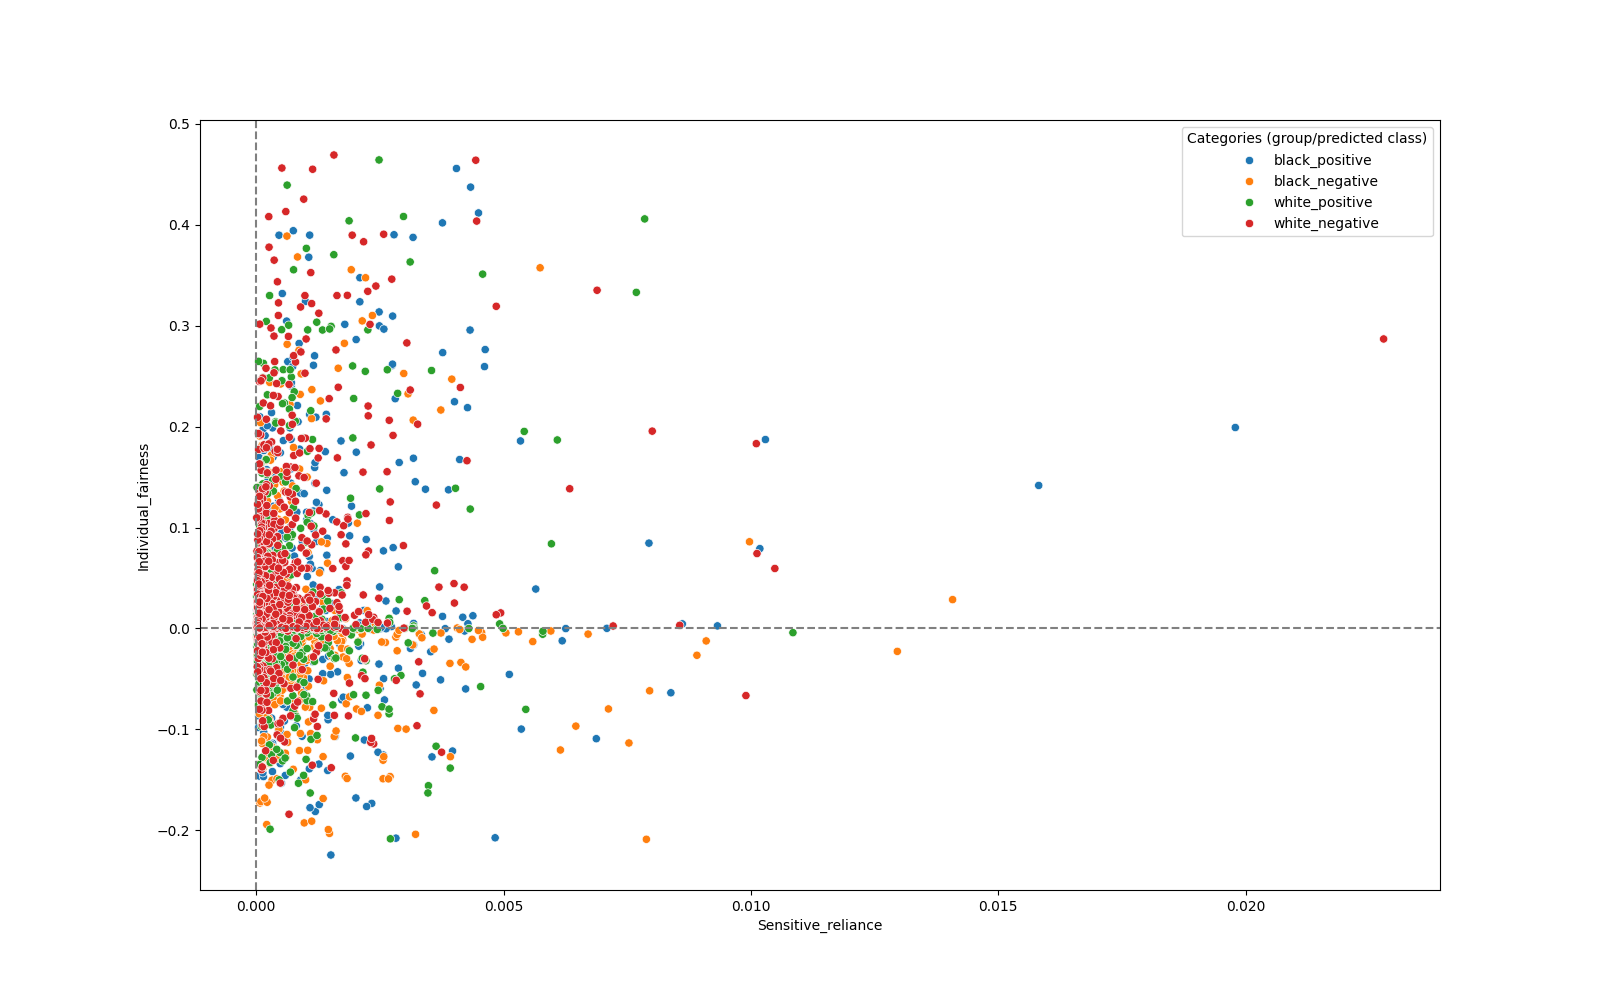 Categories (group/predicted class)
black_positive
black_negative
white_positive
white_negative
0.5
0.4
0.3
0.2
0.1
0.0
−0.1
−0.2
Individual_fairness
0.000
0.005
0.010
0.015
0.020
Sensitive_reliance